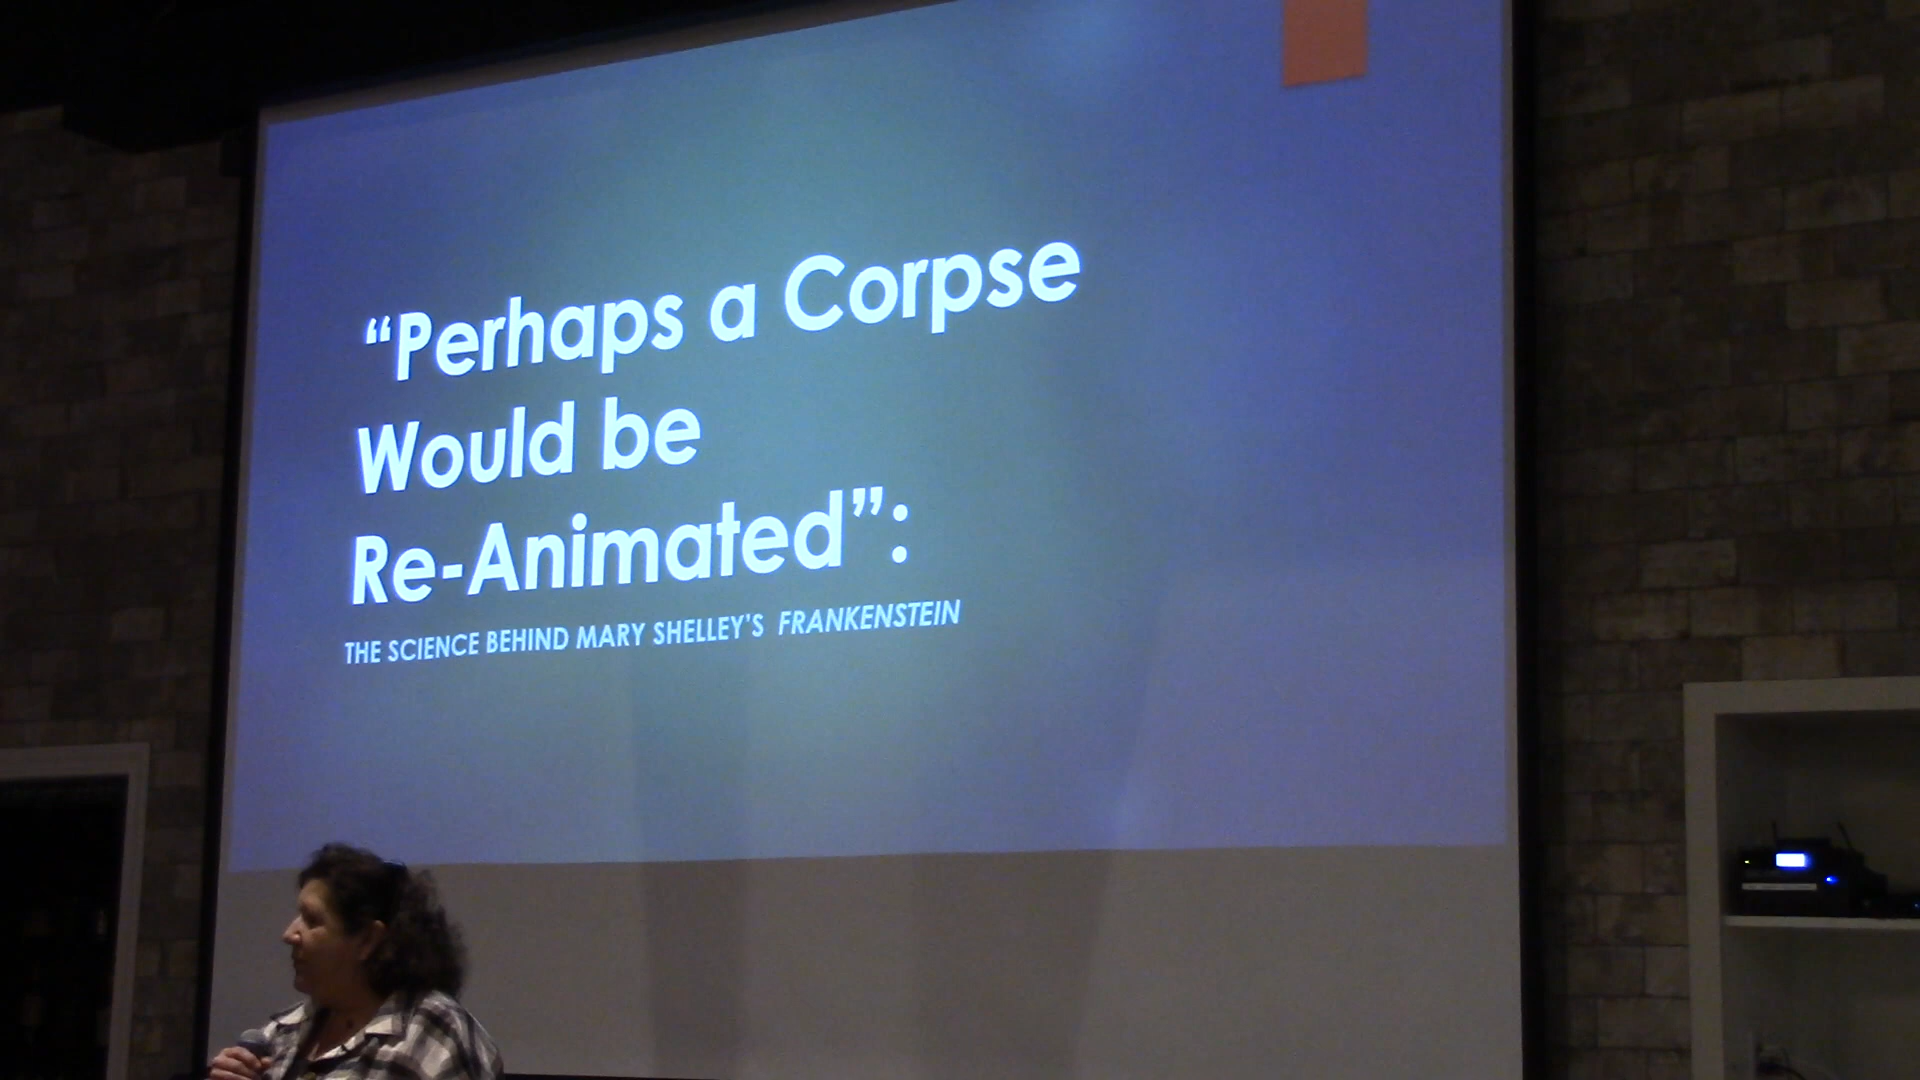 “Perhaps a Corpse
Would be
Re-Animated”:
THE SCIENCE BEHIND MARY SHELLEY’S FRANKENSTEIN